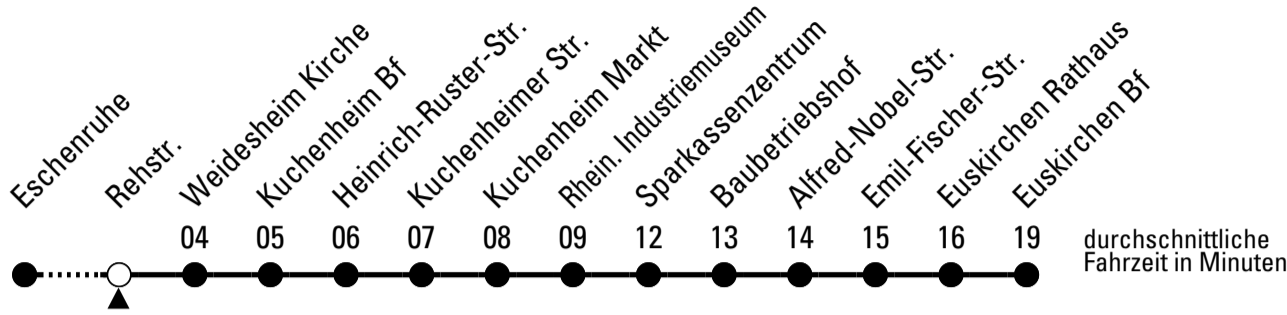 Eschenruhe
Rehstr.
Weidesheim Kirche
Kuchenheim Bf
Heinrich-Ruster-Str.
Kuchenheimer Str.
Kuchenheim Markt
Rhein. Industriemuseum
Sparkassenzentrum
Baubetriebshof
Alfred-Nobel-Str.
Emil-Fischer-Str.
Euskirchen Rathaus
Euskirchen Bf
04 05 06 07 08 09 12 13 14 15 16 19
durchschnittliche
Fahrzeit in Minuten